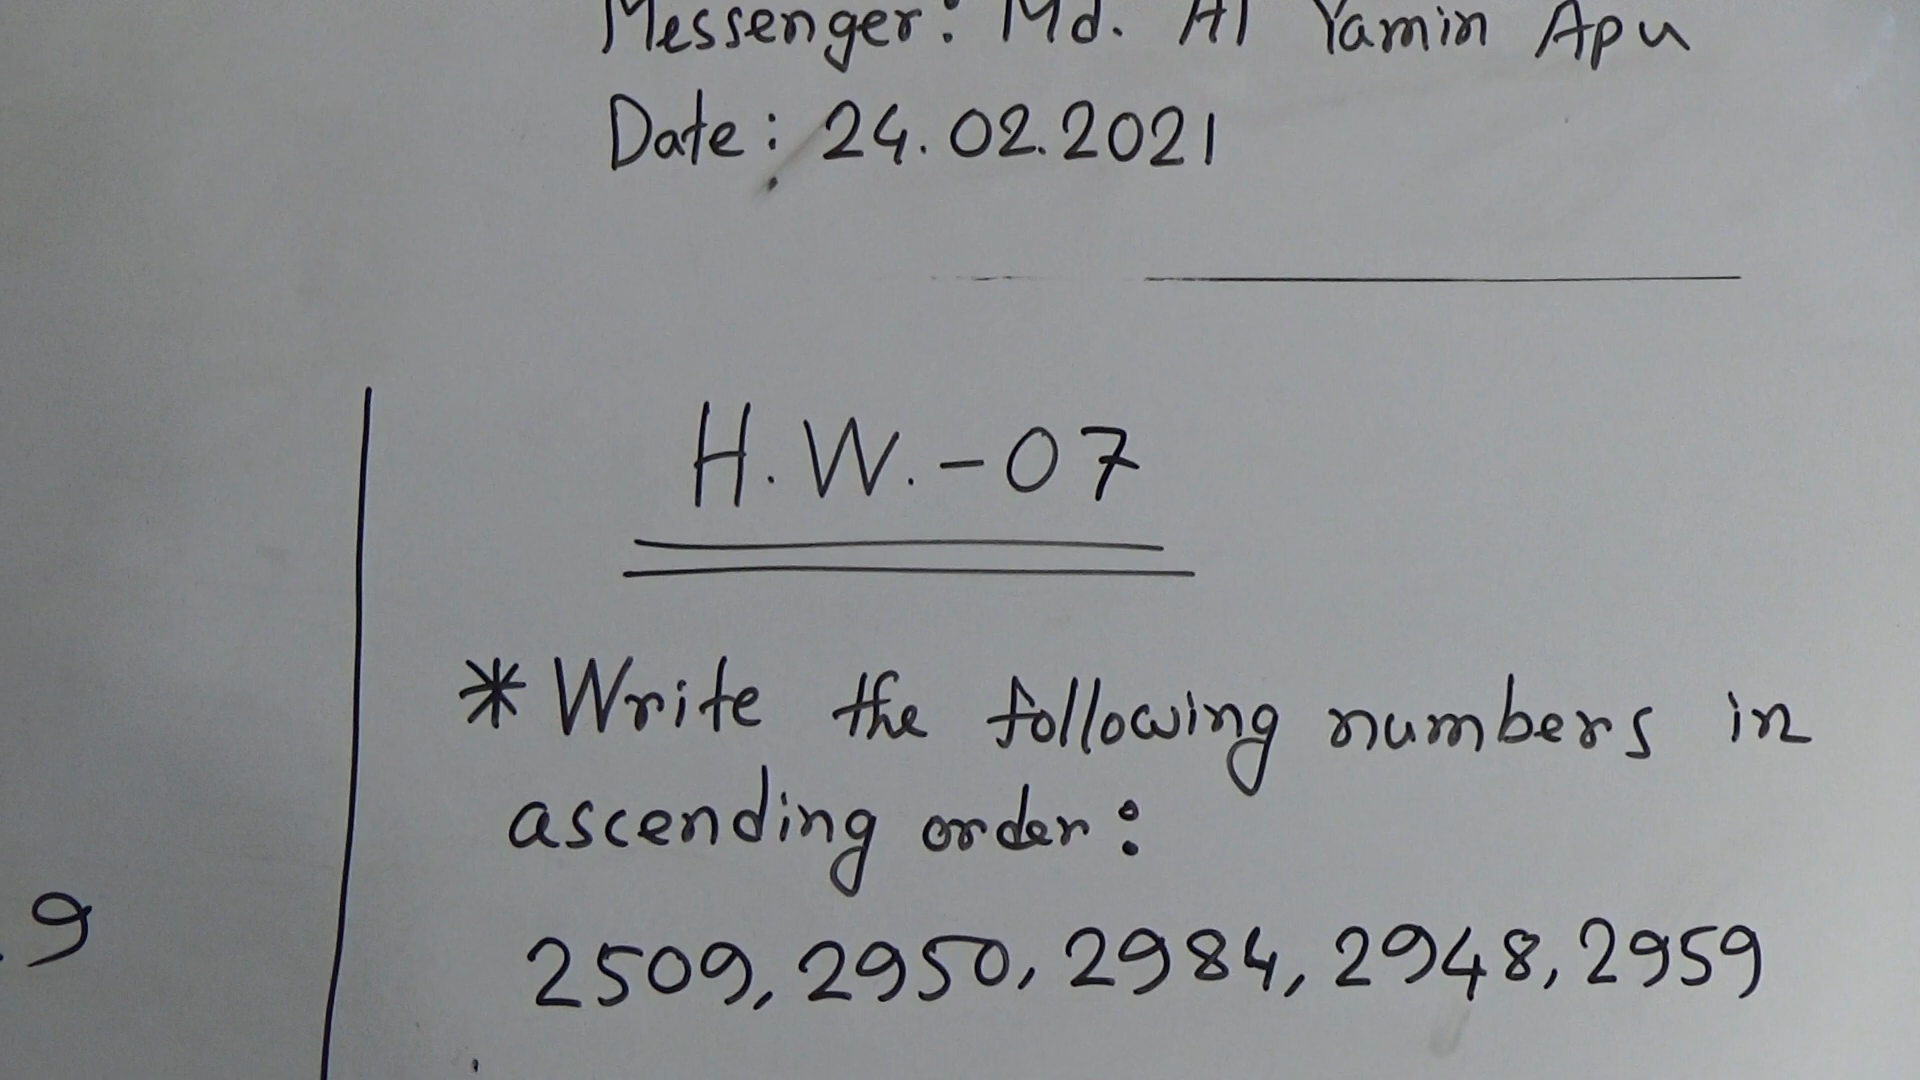 Messenger: Md. Al Yamin Apu
Date: 24.02.2021
H.W.-07
* Write the following numbers in
ascending order:
9
2509, 2950, 2984, 2948, 2959